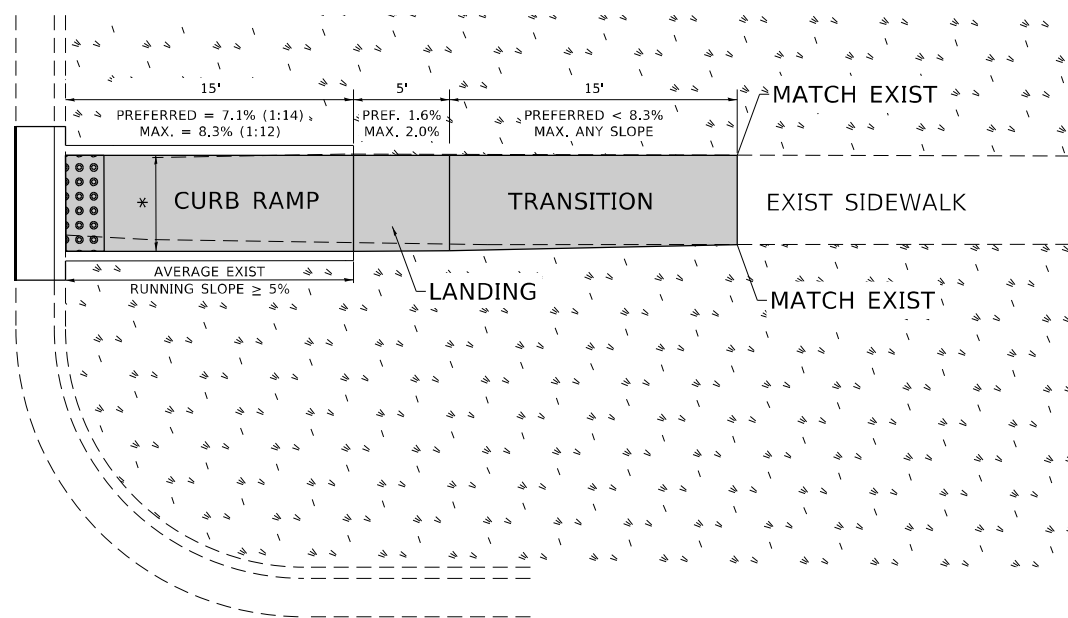 15'
5'
15'
PREFERRED = 7.1% (1:14)
MAX. = 8.3% (1:12)
PREF. 1.6%
MAX. 2.0%
PREFERRED < 8.3%
MAX. ANY SLOPE
MATCH EXIST
*
CURB RAMP
TRANSITION
EXIST SIDEWALK
AVERAGE EXIST
RUNNING SLOPE ≥ 5%
LANDING
MATCH EXIST